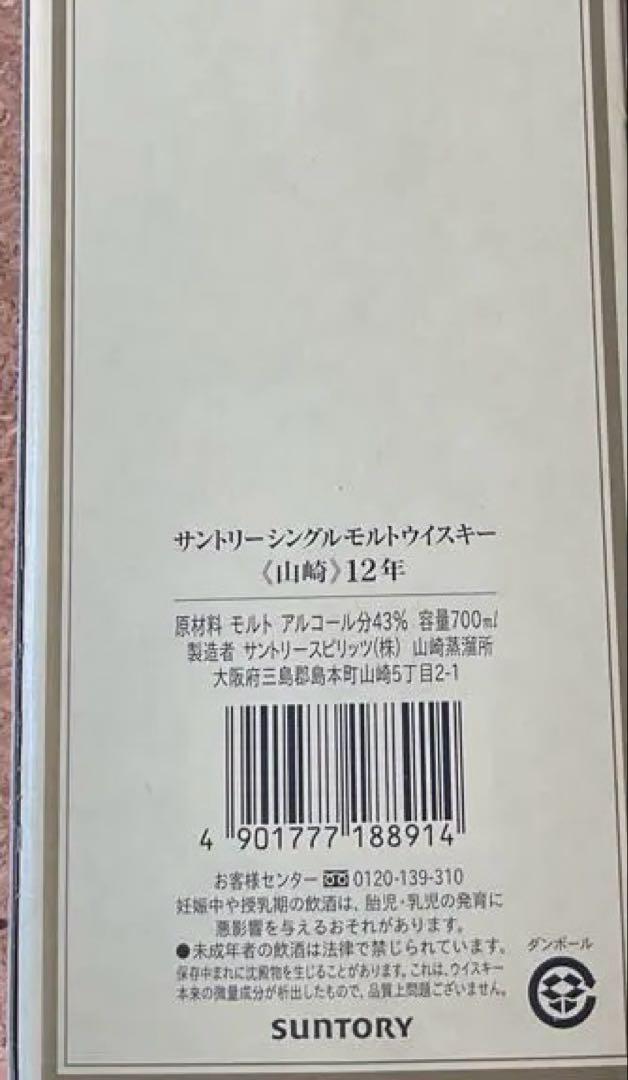 サントリーシングルモルトウイスキー
《山崎》12年
原材料 モルト アルコール分43% 容量700ml
製造者 サントリースピリッツ(株) 山崎蒸溜所
大阪府三島郡島本町山崎5丁目2-1
4 901777 188914
お客様センター 0120-139-310
妊娠中や授乳期の飲酒は、胎児・乳児の発育に
悪影響を与えるおそれがあります。
●未成年者の飲酒は法律で禁じられています。
ダンボール
保存中まれに沈殿物を生じることがあります。これは、ウイスキー
本来の微量成分が析出したもので、品質上問題ございません。
SUNTORY